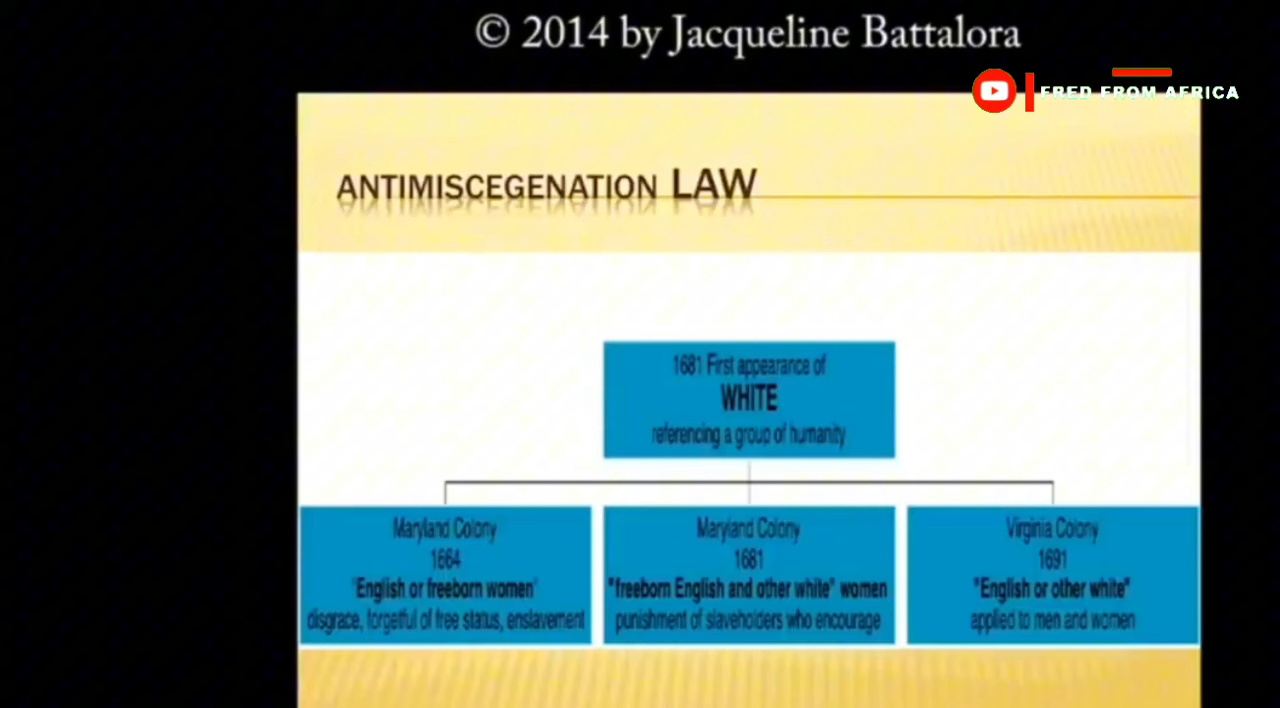 © 2014 by Jacqueline Battalora
FRED FROM AFRICA
ANTIMISCEGENATION LAW
1681 First appearance of
WHITE
referencing a group of humanity
Maryland Colony
1664
"English or freeborn women"
disgrace, forgetful of free status, enslavement
Maryland Colony
1681
"freeborn English and other white" women
punishment of slaveholders who encourage
Virginia Colony
1691
"English or other white"
applied to men and women